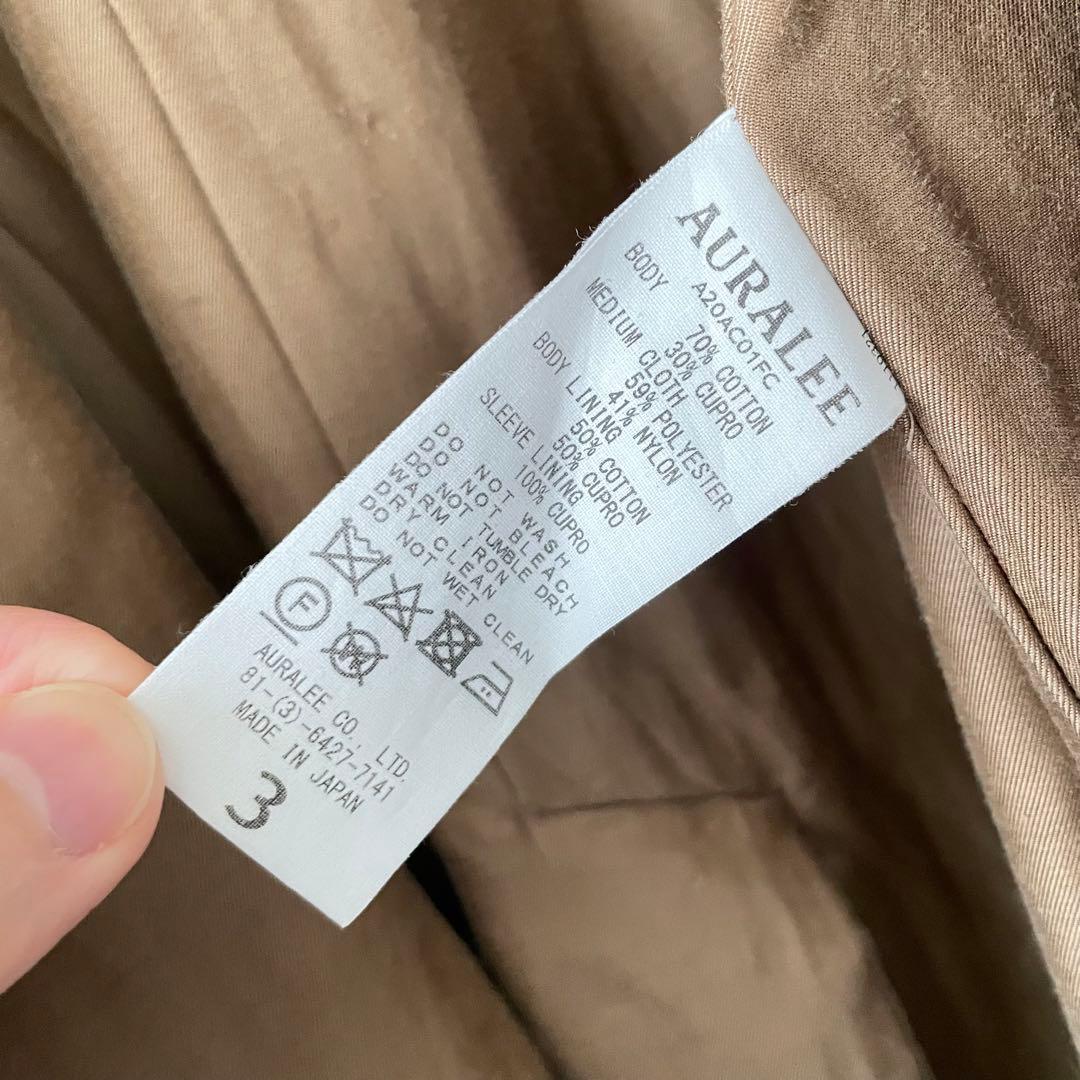 AURALEE
A20AC01FC
BODY
70% COTTON
30% CUPRO
MEDIUM CLOTH
59% POLYESTER
41% NYLON
BODY LINING
50% COTTON
50% CUPRO
SLEEVE LINING
100% CUPRO
DO NOT WASH
DO NOT BLEACH
DO NOT TUMBLE DRY
WARM IRON
DRY CLEAN
DO NOT WET CLEAN
F
AURALEE CO., LTD.
81-(3)-6427-7141
MADE IN JAPAN
3